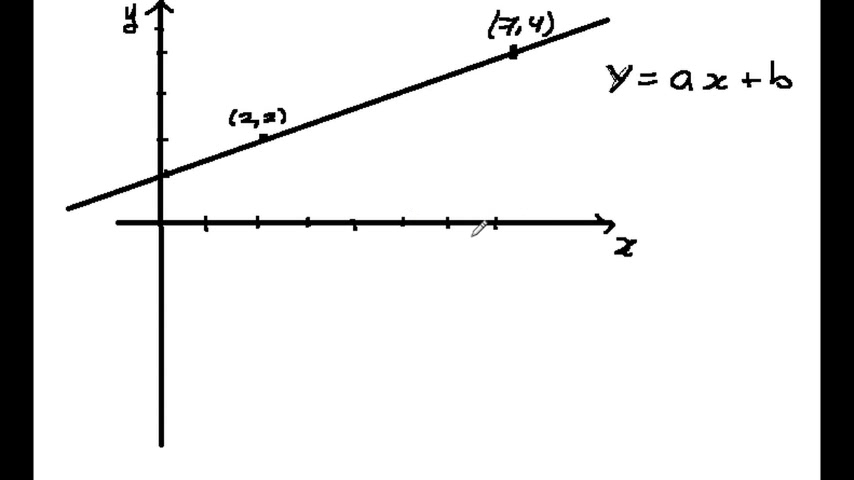 y
(7,4)
y = ax + b
(2,2)
x